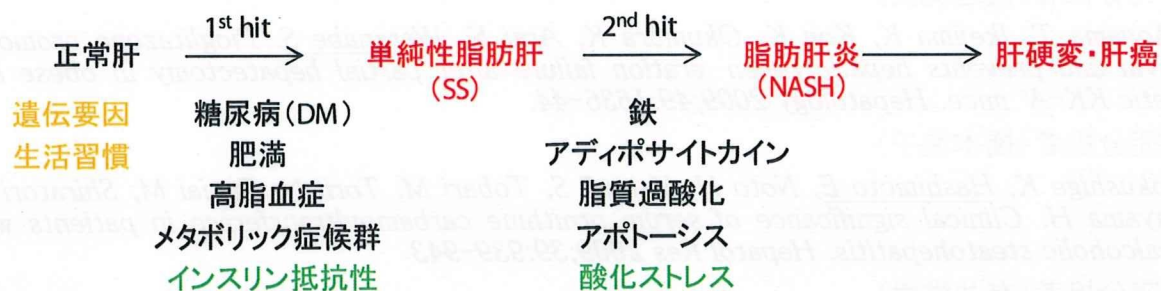 1st hit
2nd hit
正常肝 → 単純性脂肪肝 → 脂肪肝炎 → 肝硬変・肝癌
(SS)
(NASH)
遺伝要因
生活習慣
糖尿病(DM)
肥満
高脂血症
メタボリック症候群
インスリン抵抗性
鉄
アディポサイトカイン
脂質過酸化
アポトーシス
酸化ストレス